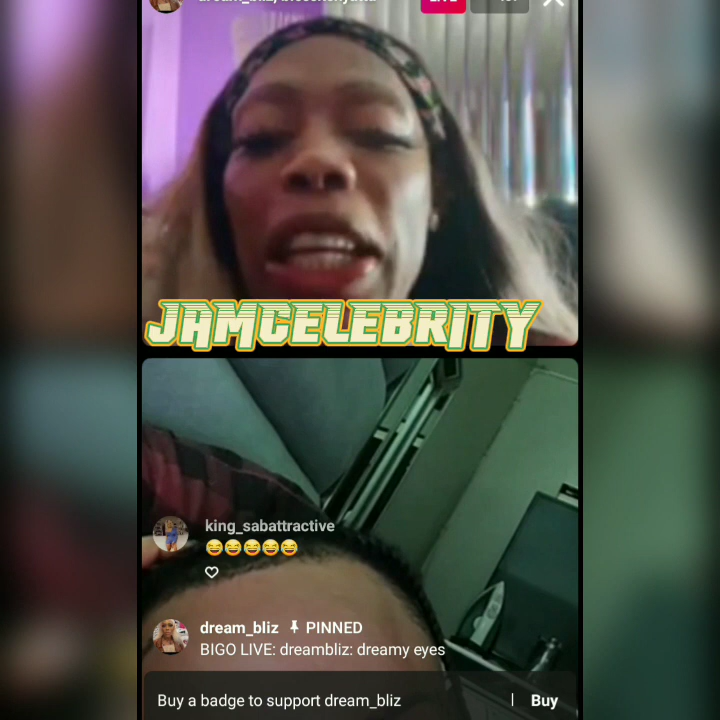 JAMCELEBRITY
king_sabattractive
😆😆😆😆😆
dream_bliz PINNED
BIGO LIVE: dreambliz: dreamy eyes
Buy a badge to support dream_bliz | Buy